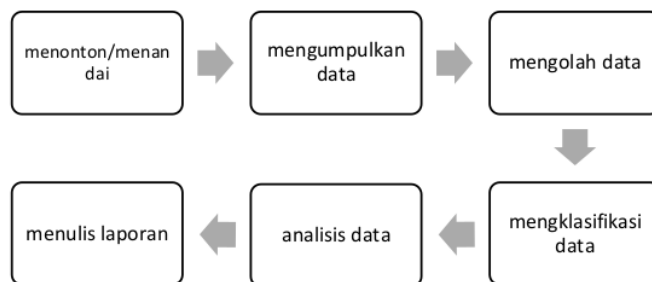 menonton/menan
dai
mengumpulkan
data
mengolah data
mengklasifikasi
data
analisis data
menulis laporan